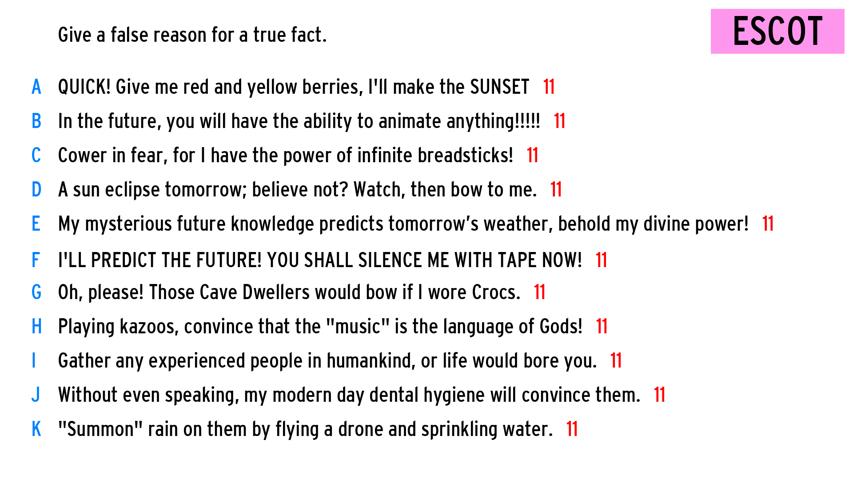 Give a false reason for a true fact.
ESCOT
A QUICK! Give me red and yellow berries, I'll make the SUNSET 11
B In the future, you will have the ability to animate anything!!!!! 11
C Cower in fear, for I have the power of infinite breadsticks! 11
D A sun eclipse tomorrow; believe not? Watch, then bow to me. 11
E My mysterious future knowledge predicts tomorrow's weather, behold my divine power! 11
F I'LL PREDICT THE FUTURE! YOU SHALL SILENCE ME WITH TAPE NOW! 11
G Oh, please! Those Cave Dwellers would bow if I wore Crocs. 11
H Playing kazoos, convince that the "music" is the language of Gods! 11
I Gather any experienced people in humankind, or life would bore you. 11
J Without even speaking, my modern day dental hygiene will convince them. 11
K "Summon" rain on them by flying a drone and sprinkling water. 11